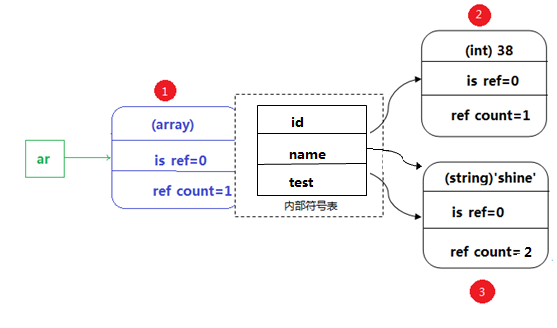 1
2
3
ar
(array)
is ref=0
ref count=1
id
name
test
内部符号表
(int) 38
is ref=0
ref count=1
(string)'shine'
is ref=0
ref count=2